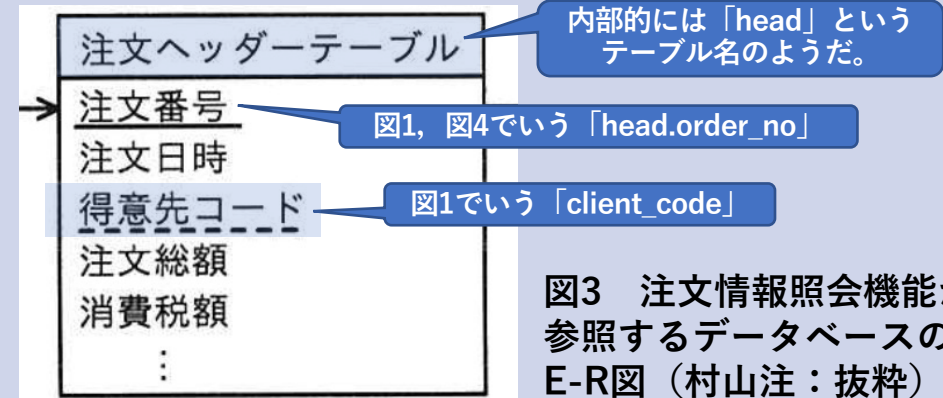 注文ヘッダーテーブル
内部的には「head」という
テーブル名のようだ。
注文番号
図1，図4でいう「head.order_no」
注文日時
得意先コード
図1でいう「client_code」
注文総額
消費税額
⋮
図3　注文情報照会機能
参照するデータベースの
E-R図（村山注：抜粋）